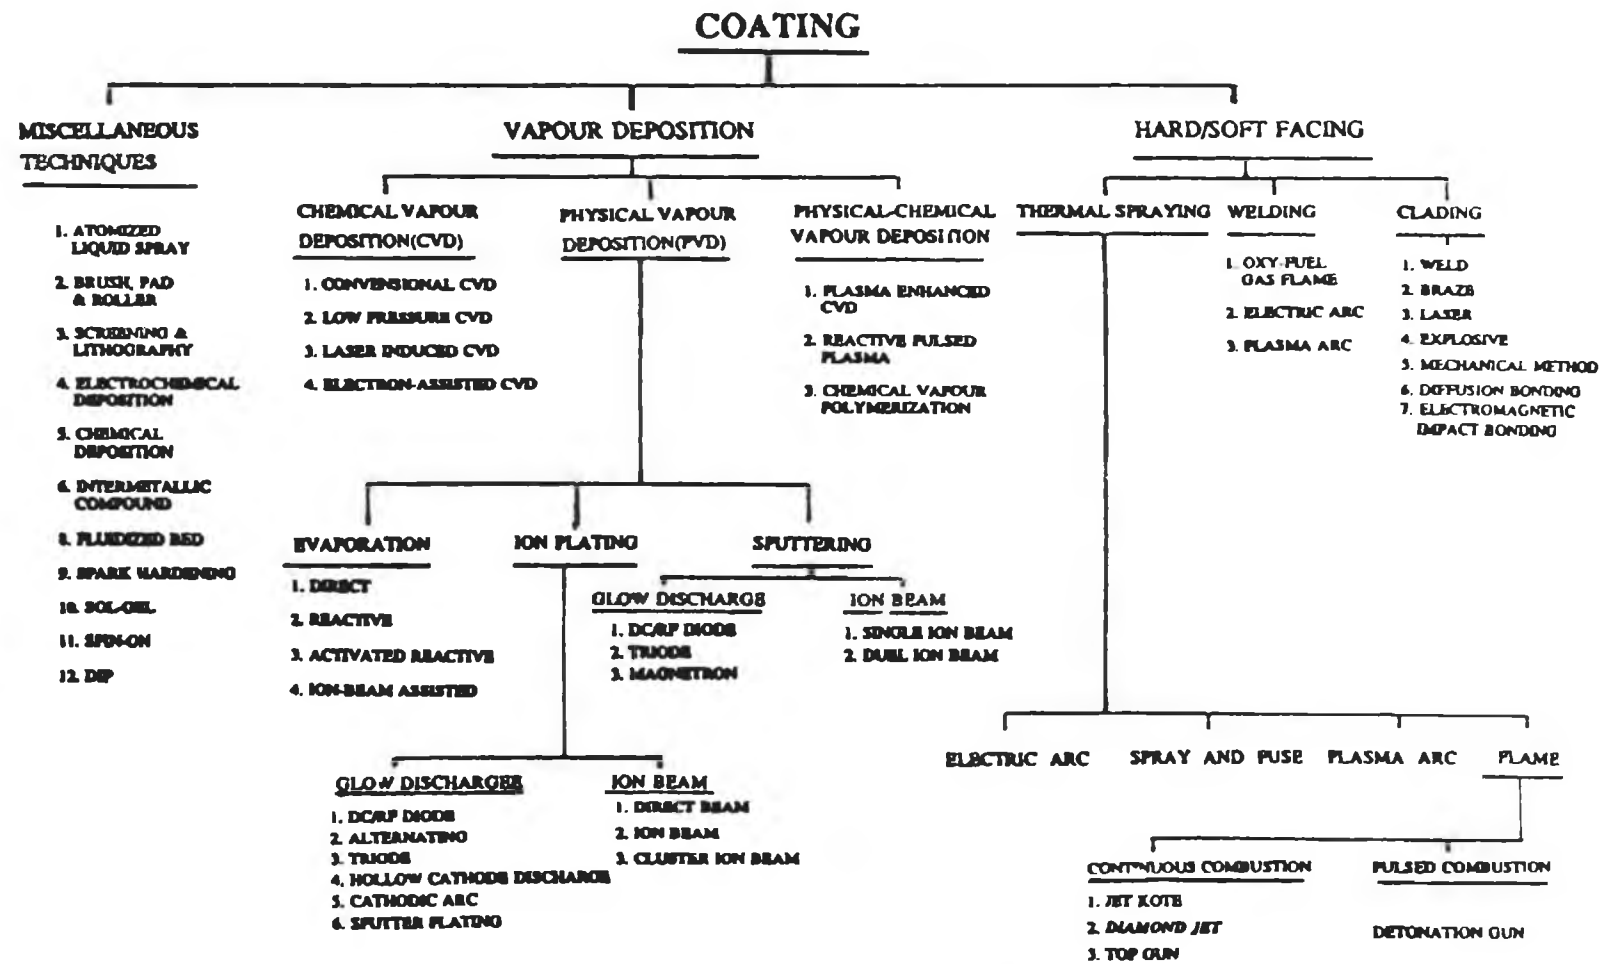 COATING
MISCELLANEOUS
TECHNIQUES
1. ATOMIZED
LIQUID SPRAY
2. BRUSH, PAD
& ROLLER
3. SCREENING &
LITHOGRAPHY
4. ELECTROCHEMICAL
DEPOSITION
5. CHEMICAL
DEPOSITION
6. INTERMETALLIC
COMPOUND
8. FLUIDIZED BED
9. SPARK HARDENING
10. SOL-GEL
11. SPIN-ON
12. DIP
VAPOUR DEPOSITION
CHEMICAL VAPOUR
DEPOSITION(CVD)
1. CONVENSIONAL CVD
2. LOW PRESSURE CVD
3. LASER INDUCED CVD
4. ELECTRON-ASSISTED CVD
PHYSICAL VAPOUR
DEPOSITION(PVD)
PHYSICAL-CHEMICAL
VAPOUR DEPOSITION
1. PLASMA ENHANCED
CVD
2. REACTIVE PULSED
PLASMA
3. CHEMICAL VAPOUR
POLYMERIZATION
EVAPORATION
1. DIRECT
2. REACTIVE
3. ACTIVATED REACTIVE
4. ION-BEAM ASSISTED
ION PLATING
GLOW DISCHARGES
1. DC/RF DIODE
2. ALTERNATING
3. TRIODE
4. HOLLOW CATHODE DISCHARGE
5. CATHODIC ARC
6. SPUTTER PLATING
ION BEAM
1. DIRECT BEAM
2. ION BEAM
3. CLUSTER ION BEAM
SPUTTERING
GLOW DISCHARGE
1. DC/RF DIODE
2. TRIODE
3. MAGNETRON
ION BEAM
1. SINGLE ION BEAM
2. DUEL ION BEAM
HARD/SOFT FACING
THERMAL SPRAYING
WELDING
1. OXY-FUEL
GAS FLAME
2. ELECTRIC ARC
3. PLASMA ARC
CLADING
1. WELD
2. BRAZE
3. LASER
4. EXPLOSIVE
5. MECHANICAL METHOD
6. DIFFUSION BONDING
7. ELECTROMAGNETIC
IMPACT BONDING
ELECTRIC ARC
SPRAY AND FUSE
PLASMA ARC
FLAME
CONTINUOUS COMBUSTION
1. JET KOTE
2. DIAMOND JET
3. TOP GUN
PULSED COMBUSTION
DETONATION GUN